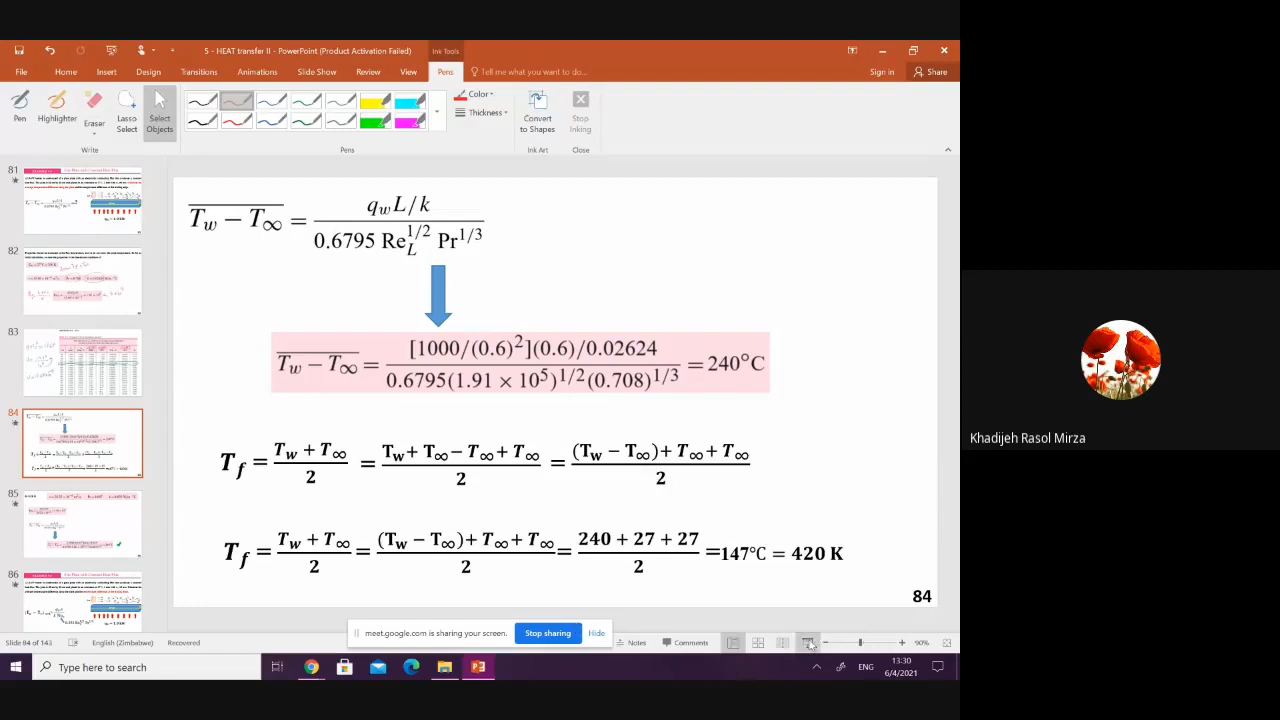 5 - HEAT transfer II - PowerPoint (Product Activation Failed)
Ink Tools
File Home Insert Design Transitions Animations Slide Show Review View Pens Tell me what you want to do... Sign in Share
Pen Highlighter Eraser Lasso Select Select Objects
Color
Thickness
Convert to Shapes Stop Inking
Write Pens Ink Art Close
81
82
83
84
85
86
T_w − T_∞ = q_w L/k / 0.6795 Re_L^1/2 Pr^1/3
T_w − T_∞ = [1000/(0.6)^2](0.6)/0.02624 / 0.6795(1.91 × 10^5)^1/2(0.708)^1/3 = 240°C
T_f = T_w + T_∞ / 2 = T_w + T_∞ − T_∞ + T_∞ / 2 = (T_w − T_∞) + T_∞ + T_∞ / 2
T_f = T_w + T_∞ / 2 = (T_w − T_∞) + T_∞ + T_∞ / 2 = 240 + 27 + 27 / 2 = 147℃ = 420 K
84
Khadijeh Rasol Mirza
meet.google.com is sharing your screen. Stop sharing Hide
Slide 84 of 143 English (Zimbabwe) Recovered Notes Comments 90%
Type here to search
ENG
13:30
6/4/2021